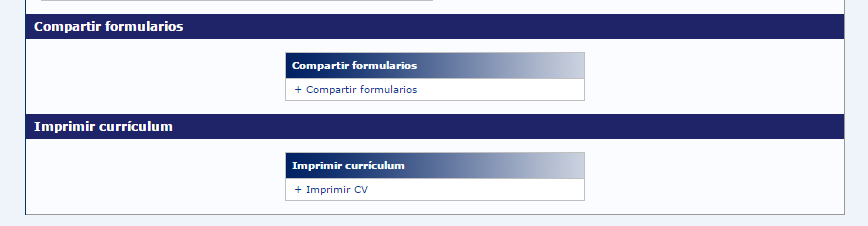 Compartir formularios
Compartir formularios
+ Compartir formularios
Imprimir currículum
Imprimir currículum
+ Imprimir CV